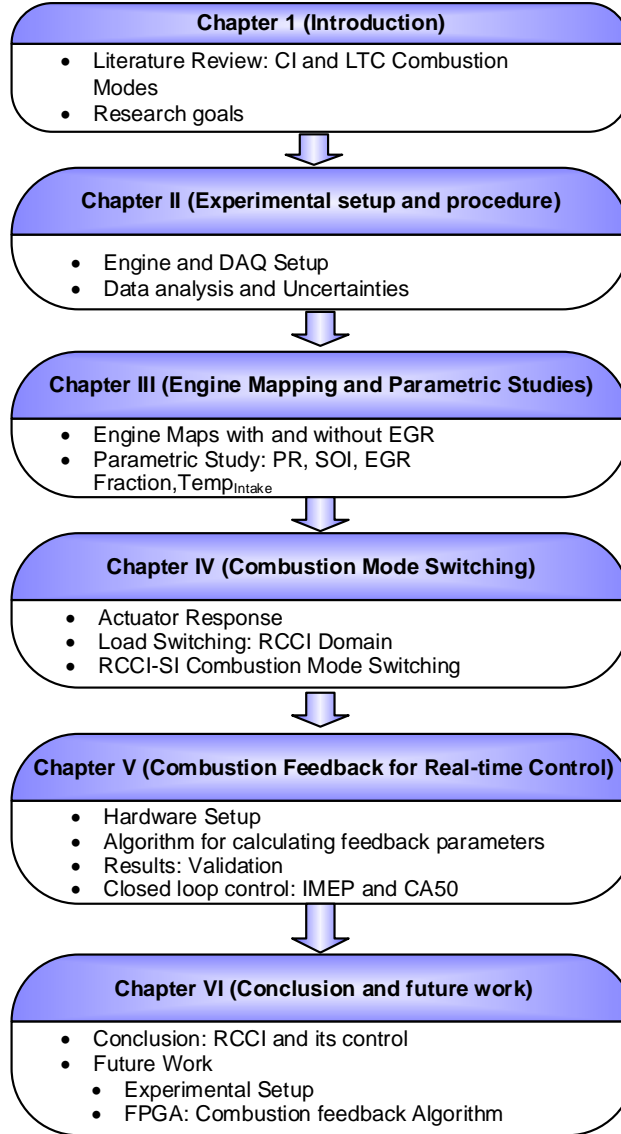 Chapter 1 (Introduction)
• Literature Review: CI and LTC Combustion
Modes
• Research goals
Chapter II (Experimental setup and procedure)
• Engine and DAQ Setup
• Data analysis and Uncertainties
Chapter III (Engine Mapping and Parametric Studies)
• Engine Maps with and without EGR
• Parametric Study: PR, SOI, EGR
Fraction,Temp_Intake
Chapter IV (Combustion Mode Switching)
• Actuator Response
• Load Switching: RCCI Domain
• RCCI-SI Combustion Mode Switching
Chapter V (Combustion Feedback for Real-time Control)
• Hardware Setup
• Algorithm for calculating feedback parameters
• Results: Validation
• Closed loop control: IMEP and CA50
Chapter VI (Conclusion and future work)
• Conclusion: RCCI and its control
• Future Work
• Experimental Setup
• FPGA: Combustion feedback Algorithm